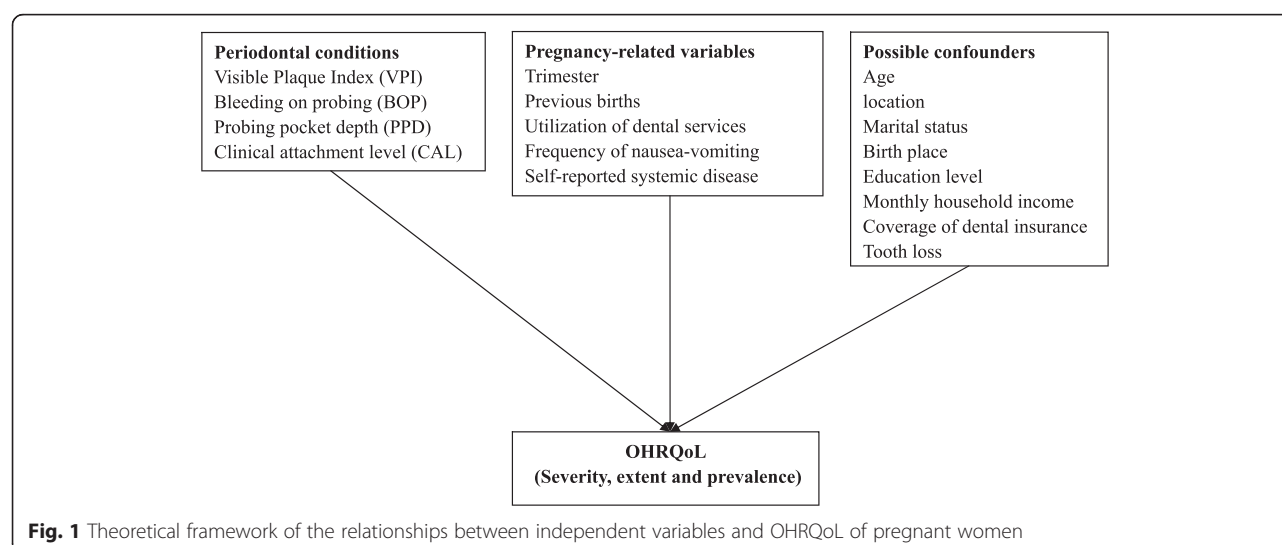 Periodontal conditions
Visible Plaque Index (VPI)
Bleeding on probing (BOP)
Probing pocket depth (PPD)
Clinical attachment level (CAL)
Pregnancy-related variables
Trimester
Previous births
Utilization of dental services
Frequency of nausea-vomiting
Self-reported systemic disease
Possible confounders
Age
location
Marital status
Birth place
Education level
Monthly household income
Coverage of dental insurance
Tooth loss
OHRQoL
(Severity, extent and prevalence)
Fig. 1 Theoretical framework of the relationships between independent variables and OHRQoL of pregnant women